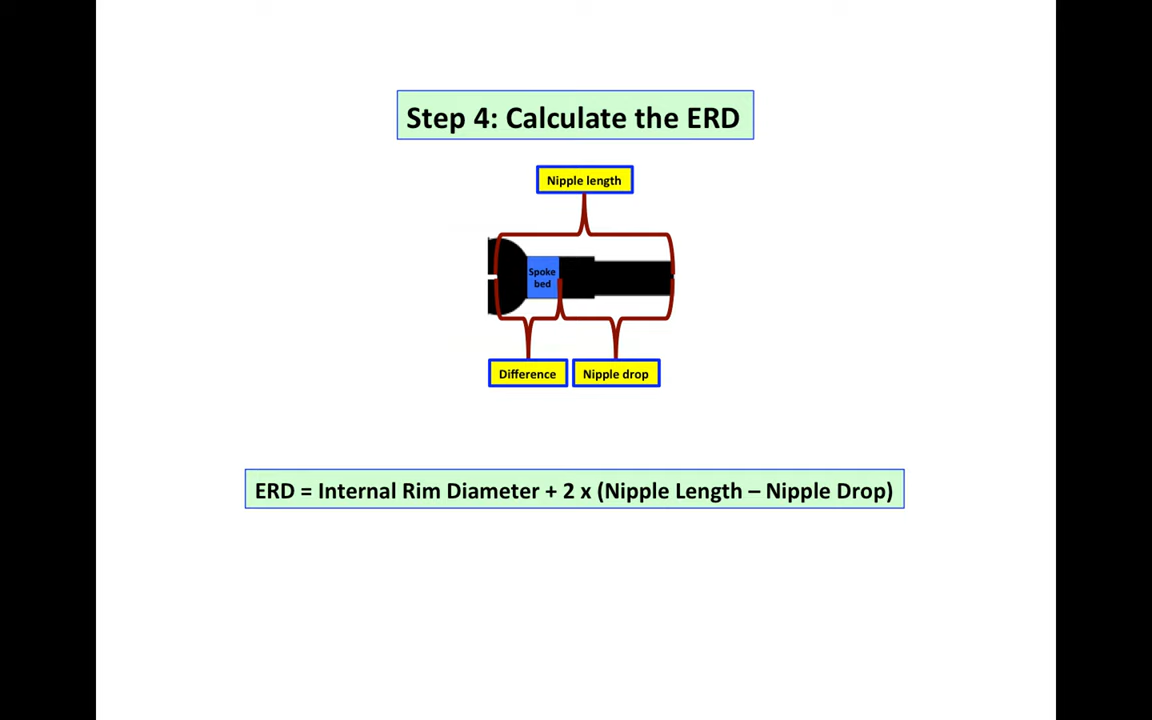 Step 4: Calculate the ERD
Nipple length
Spoke
bed
Difference
Nipple drop
ERD = Internal Rim Diameter + 2 x (Nipple Length – Nipple Drop)